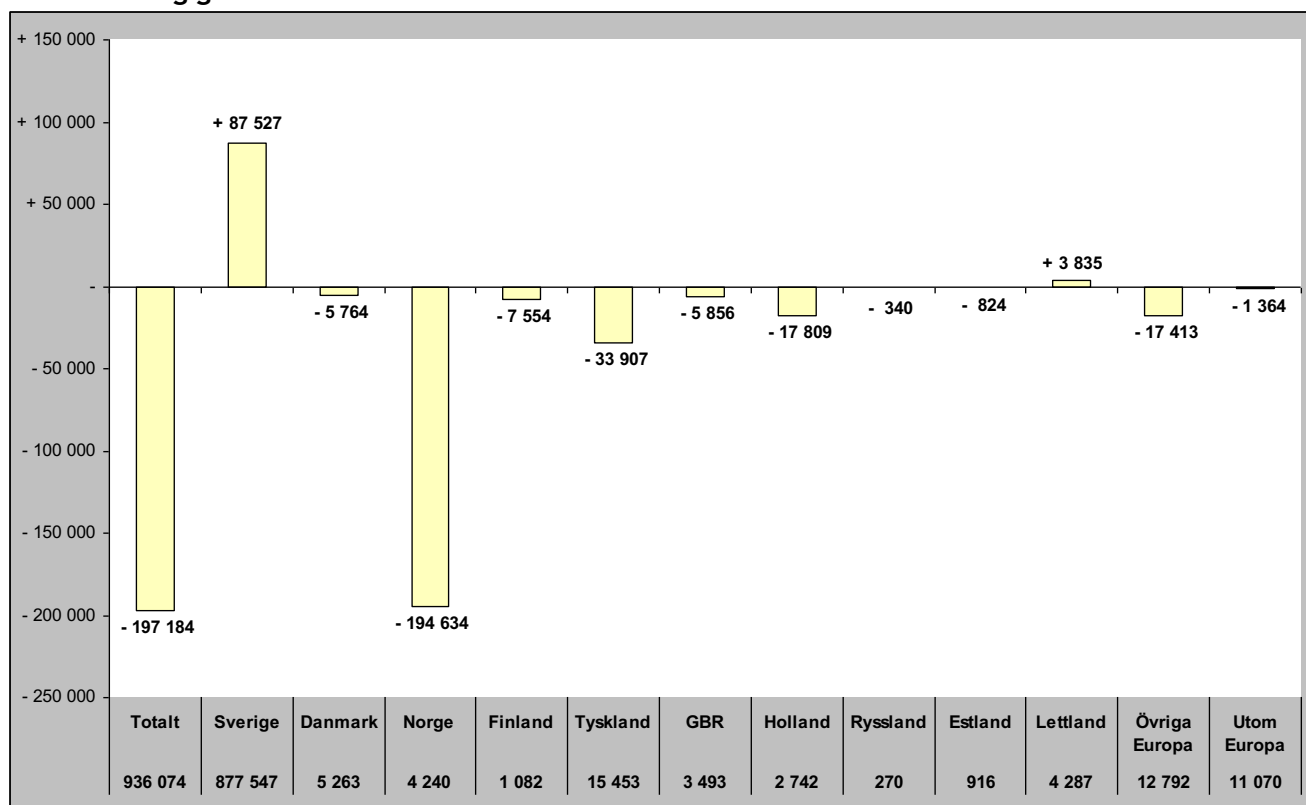 + 150 000
+ 100 000
+ 50 000
-
- 50 000
- 100 000
- 150 000
- 200 000
- 250 000
- 197 184
+ 87 527
- 5 764
- 194 634
- 7 554
- 33 907
- 5 856
- 17 809
- 340
- 824
+ 3 835
- 17 413
- 1 364
Totalt Sverige Danmark Norge Finland Tyskland GBR Holland Ryssland Estland Lettland Övriga Utom
Europa Europa
936 074 877 547 5 263 4 240 1 082 15 453 3 493 2 742 270 916 4 287 12 792 11 070